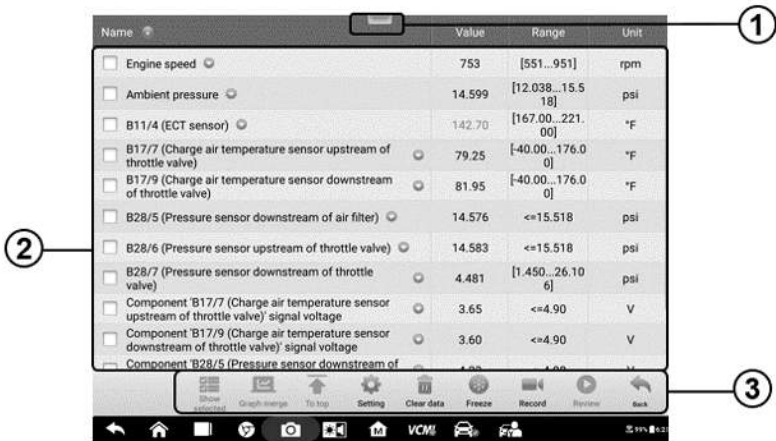 Name Value Range Unit
Engine speed 753 [551...951] rpm
Ambient pressure 14.599 [12.038...15.5
18] psi
B11/4 (ECT sensor) 142.70 [167.00...221.
00] °F
B17/7 (Charge air temperature sensor upstream of
throttle valve) 79.25 [-40.00...176.0
0] °F
B17/9 (Charge air temperature sensor downstream
of throttle valve) 81.95 [-40.00...176.0
0] °F
B28/5 (Pressure sensor downstream of air filter) 14.576 <=15.518 psi
B28/6 (Pressure sensor upstream of throttle valve) 14.583 <=15.518 psi
B28/7 (Pressure sensor downstream of throttle
valve) 4.481 [1.450...26.10
6] psi
Component 'B17/7 (Charge air temperature sensor
upstream of throttle valve)' signal voltage 3.65 <=4.90 V
Component 'B17/9 (Charge air temperature sensor
downstream of throttle valve)' signal voltage 3.60 <=4.90 V
Component 'B28/5 (Pressure sensor downstream of
Show
selected Graph merge To top Setting Clear data Freeze Record Review Back
M VCMI
1
2
3